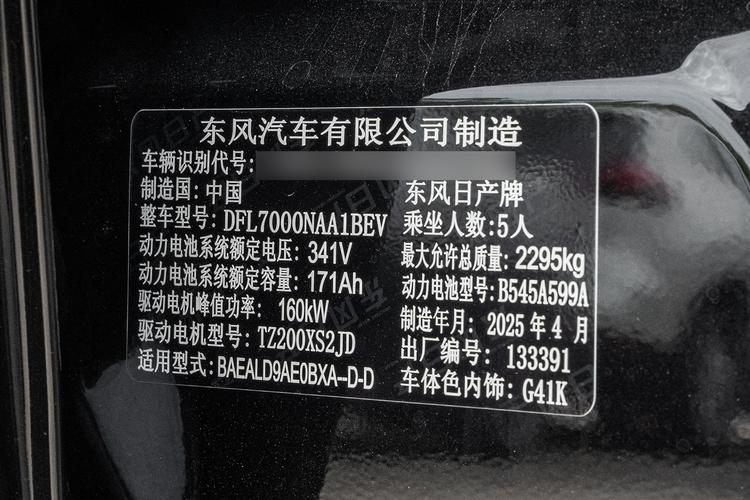 东风汽车有限公司制造
车辆识别代号:
制造国:中国 东风日产牌
整车型号:DFL7000NAA1BEV 乘坐人数:5人
动力电池系统额定电压:341V 最大允许总质量:2295kg
动力电池系统额定容量:171Ah 动力电池型号:B545A599A
驱动电机峰值功率: 160kW 制造年月: 2025年4月
驱动电机型号:TZ200XS2JD 出厂编号: 133391
适用型式:BAEALD9AE0BXA--D-D 车体色内饰:G41K